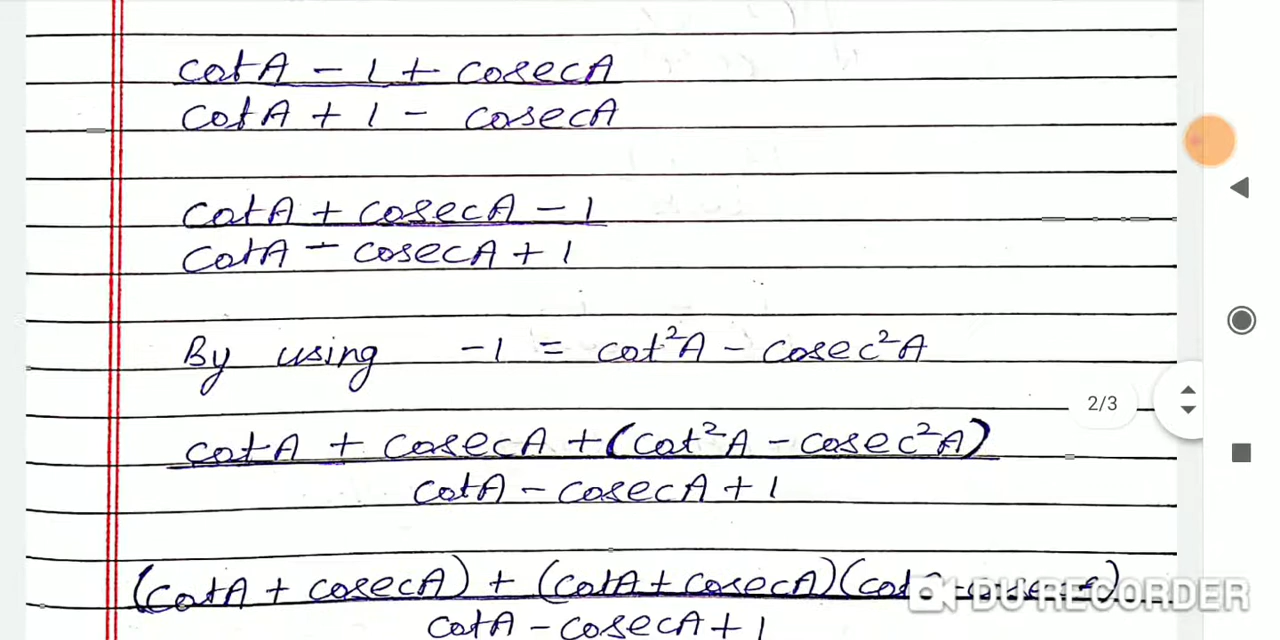 cotA - 1 + cosecA
cotA + 1 - cosecA
cotA + cosecA - 1
cotA - cosecA + 1
By using -1 = cot²A - cosec²A
2/3
cotA + cosecA + (cot²A - cosec²A)
cotA - cosecA + 1
(cotA + cosecA) + (cotA + cosecA)(
DU RECORDER
cotA - cosecA + 1